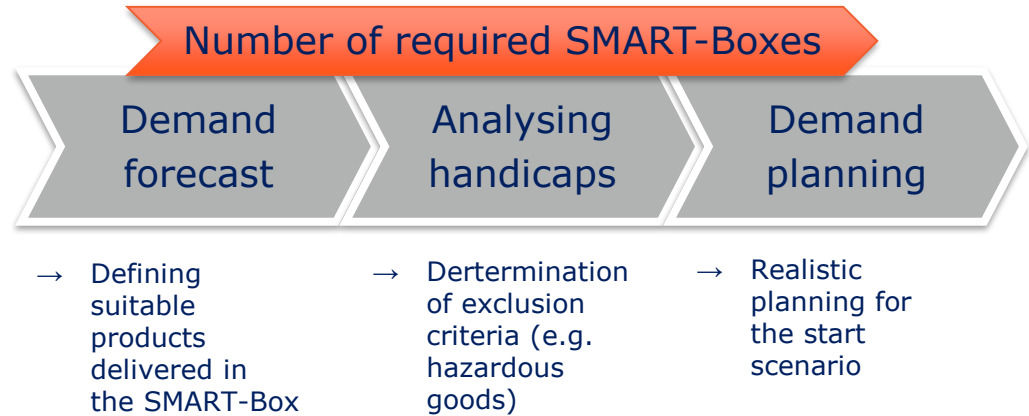 Number of required SMART-Boxes
Demand
forecast
Analysing
handicaps
Demand
planning
→ Defining
suitable
products
delivered in
the SMART-Box
→ Dertermination
of exclusion
criteria (e.g.
hazardous
goods)
→ Realistic
planning for
the start
scenario